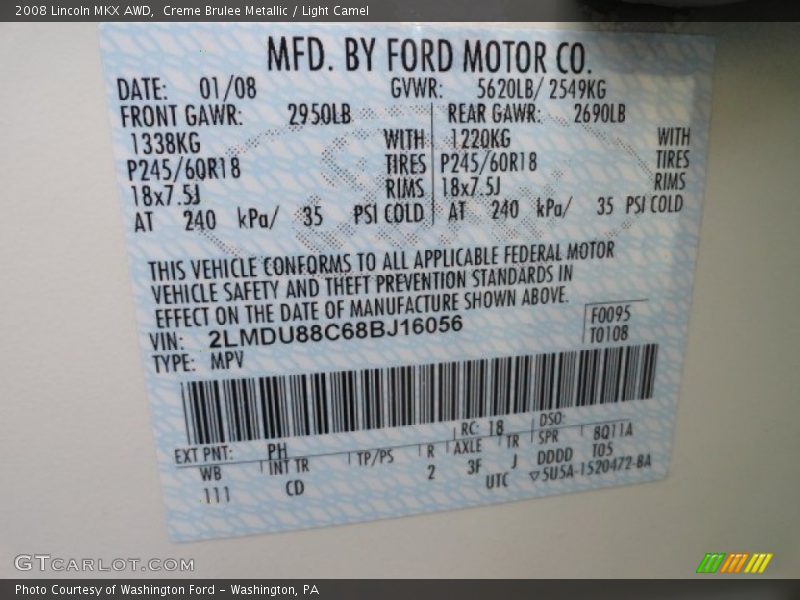 2008 Lincoln MKX AWD, Creme Brulee Metallic / Light Camel
MFD. BY FORD MOTOR CO.
DATE: 01/08 GVWR: 5620LB/ 2549KG
FRONT GAWR: 2950LB REAR GAWR: 2690LB
1338KG WITH 1220KG WITH
P245/60R18 TIRES P245/60R18 TIRES
18x7.5J RIMS 18x7.5J RIMS
AT 240 kPa/ 35 PSI COLD AT 240 kPa/ 35 PSI COLD
THIS VEHICLE CONFORMS TO ALL APPLICABLE FEDERAL MOTOR
VEHICLE SAFETY AND THEFT PREVENTION STANDARDS IN
EFFECT ON THE DATE OF MANUFACTURE SHOWN ABOVE.
VIN: 2LMDU88C68BJ16056 F0095
TYPE: MPV T0108
EXT PNT: PH RC: 18 DSO:
WB INT TR TP/PS R AXLE TR SPR 8Q11A
111 CD 2 3F J DDDD T05
UTC ▽5U5A-1520472-BA
GTCARLOT.COM
Photo Courtesy of Washington Ford - Washington, PA